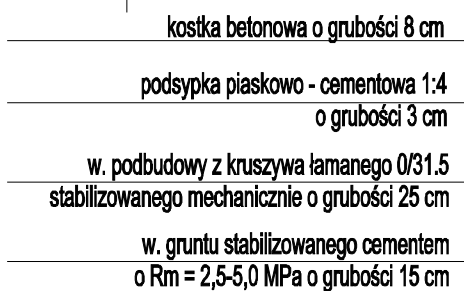 kostka betonowa o grubości 8 cm
podsypka piaskowo - cementowa 1:4
o grubości 3 cm
w. podbudowy z kruszywa łamanego 0/31.5
stabilizowanego mechanicznie o grubości 25 cm
w. gruntu stabilizowanego cementem
o Rm = 2,5-5,0 MPa o grubości 15 cm